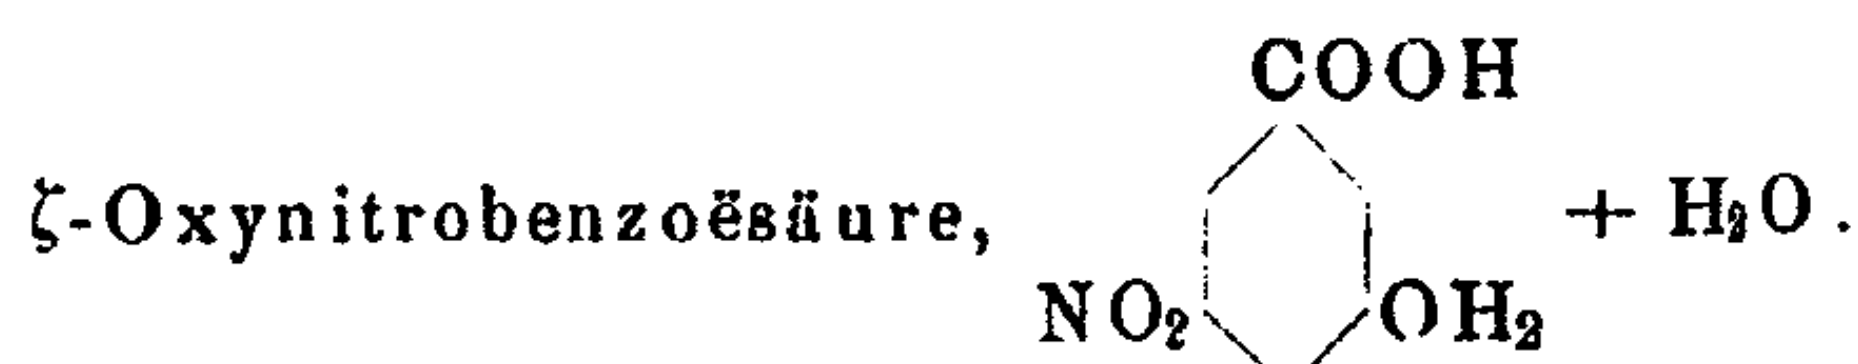 COOH
ζ-Oxynitrobenzoësäure, + H₂O .
NO₂ OH₂